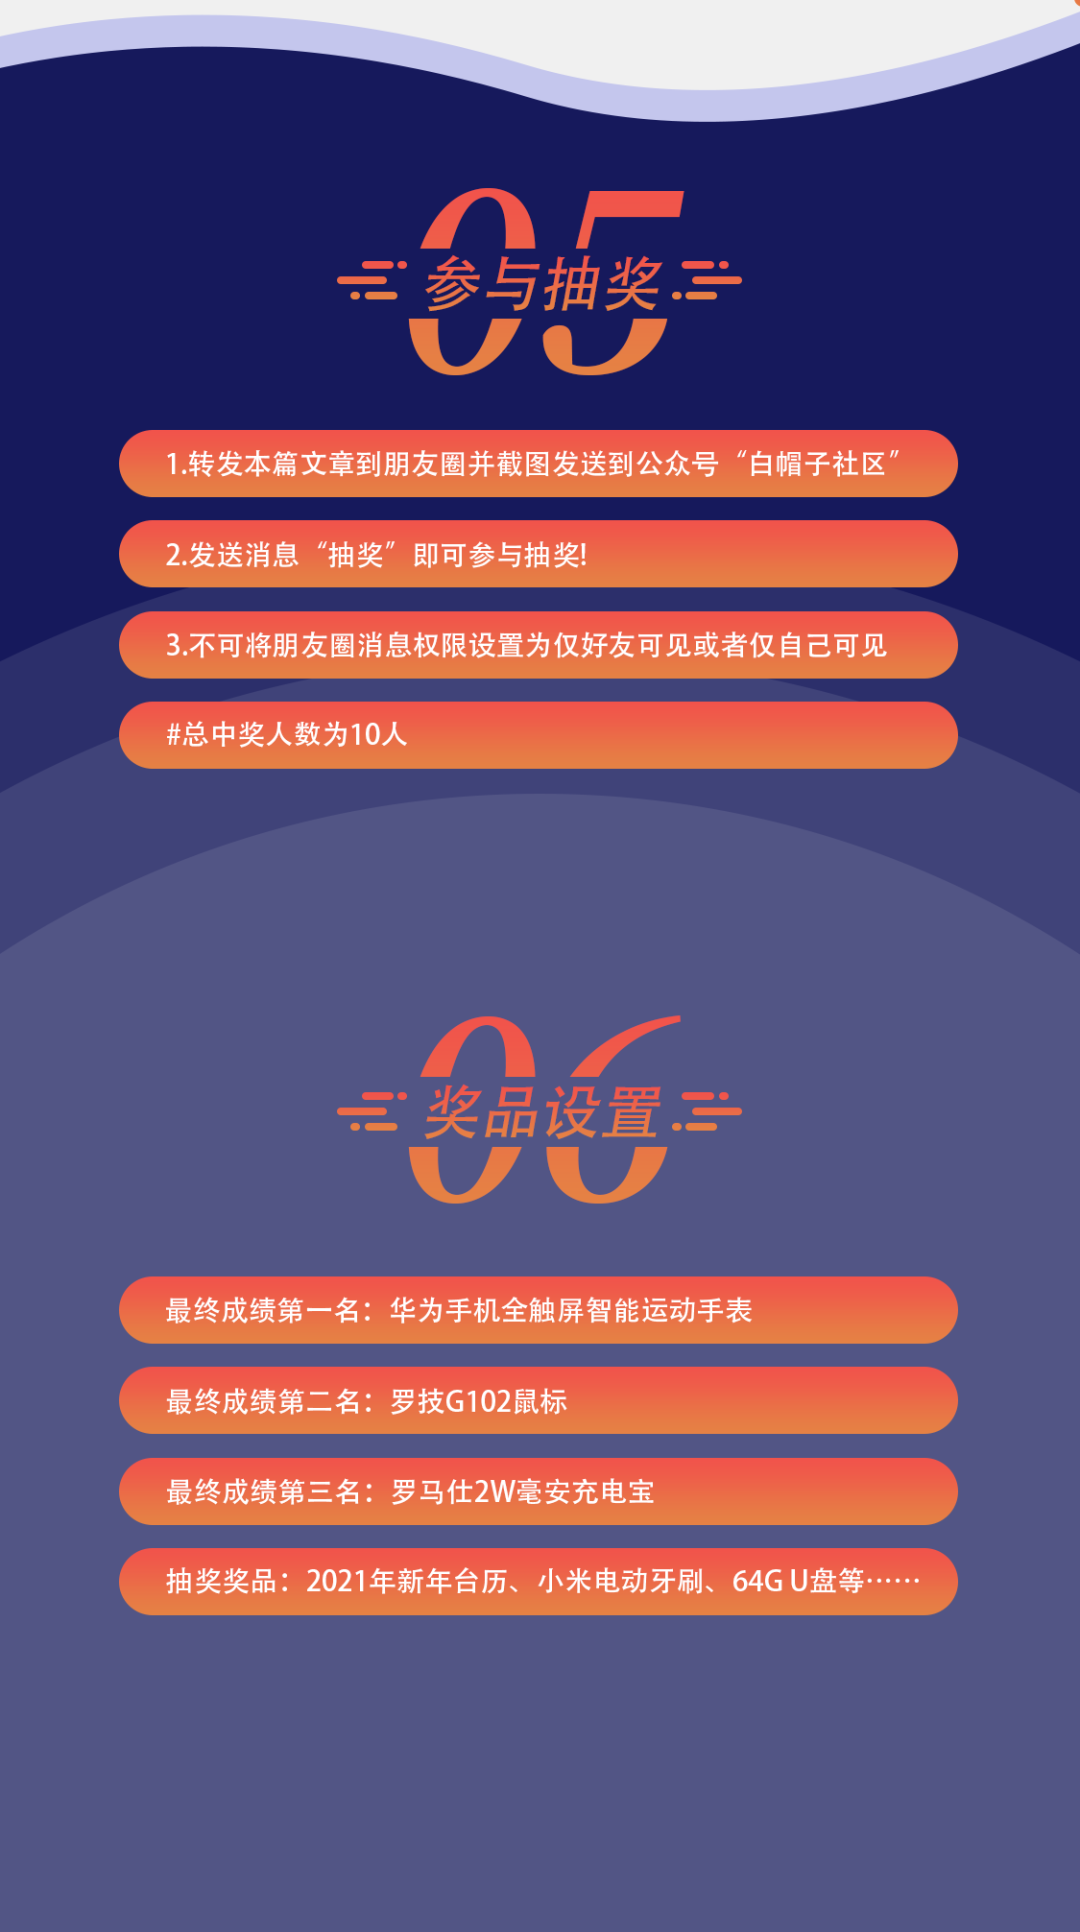 05
参与抽奖
1.转发本篇文章到朋友圈并截图发送到公众号“白帽子社区”
2.发送消息“抽奖”即可参与抽奖!
3.不可将朋友圈消息权限设置为仅好友可见或者仅自己可见
#总中奖人数为10人
06
奖品设置
最终成绩第一名：华为手机全触屏智能运动手表
最终成绩第二名：罗技G102鼠标
最终成绩第三名：罗马仕2W毫安充电宝
抽奖奖品：2021年新年台历、小米电动牙刷、64G U盘等……